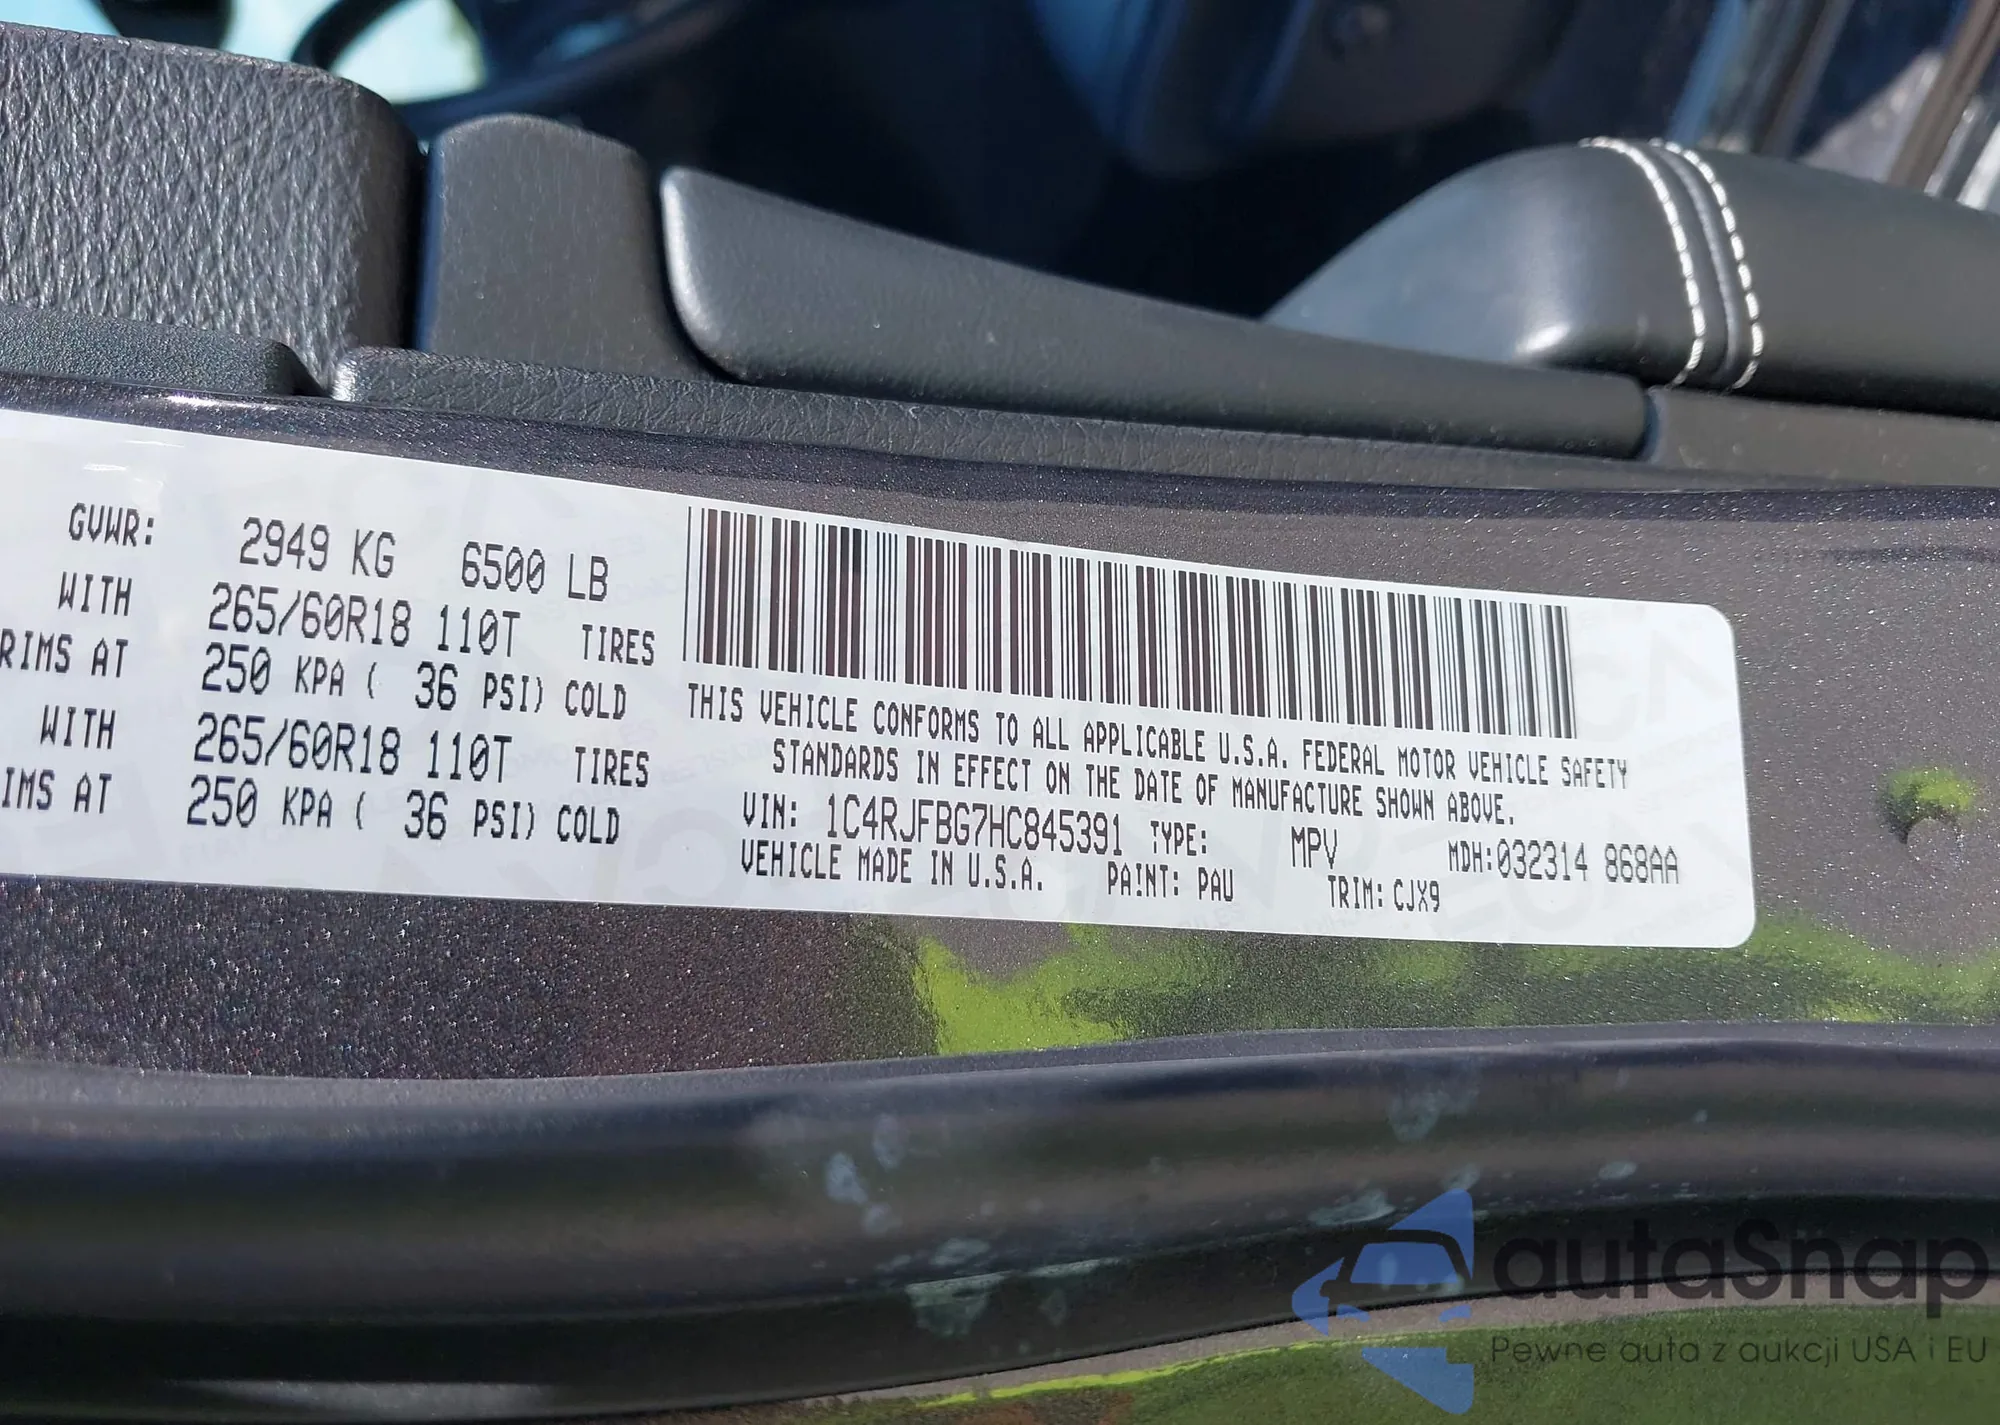 GVWR: 2949 KG 6500 LB
WITH 265/60R18 110T TIRES
RIMS AT 250 KPA ( 36 PSI) COLD
WITH 265/60R18 110T TIRES
IMS AT 250 KPA ( 36 PSI) COLD
THIS VEHICLE CONFORMS TO ALL APPLICABLE U.S.A. FEDERAL MOTOR VEHICLE SAFETY
STANDARDS IN EFFECT ON THE DATE OF MANUFACTURE SHOWN ABOVE.
VIN: 1C4RJFBG7HC845391 TYPE: MPV MDH:032314 868AA
VEHICLE MADE IN U.S.A. PAINT: PAU TRIM: CJX9
autaSnap
Pewne auta z aukcji USA i EU